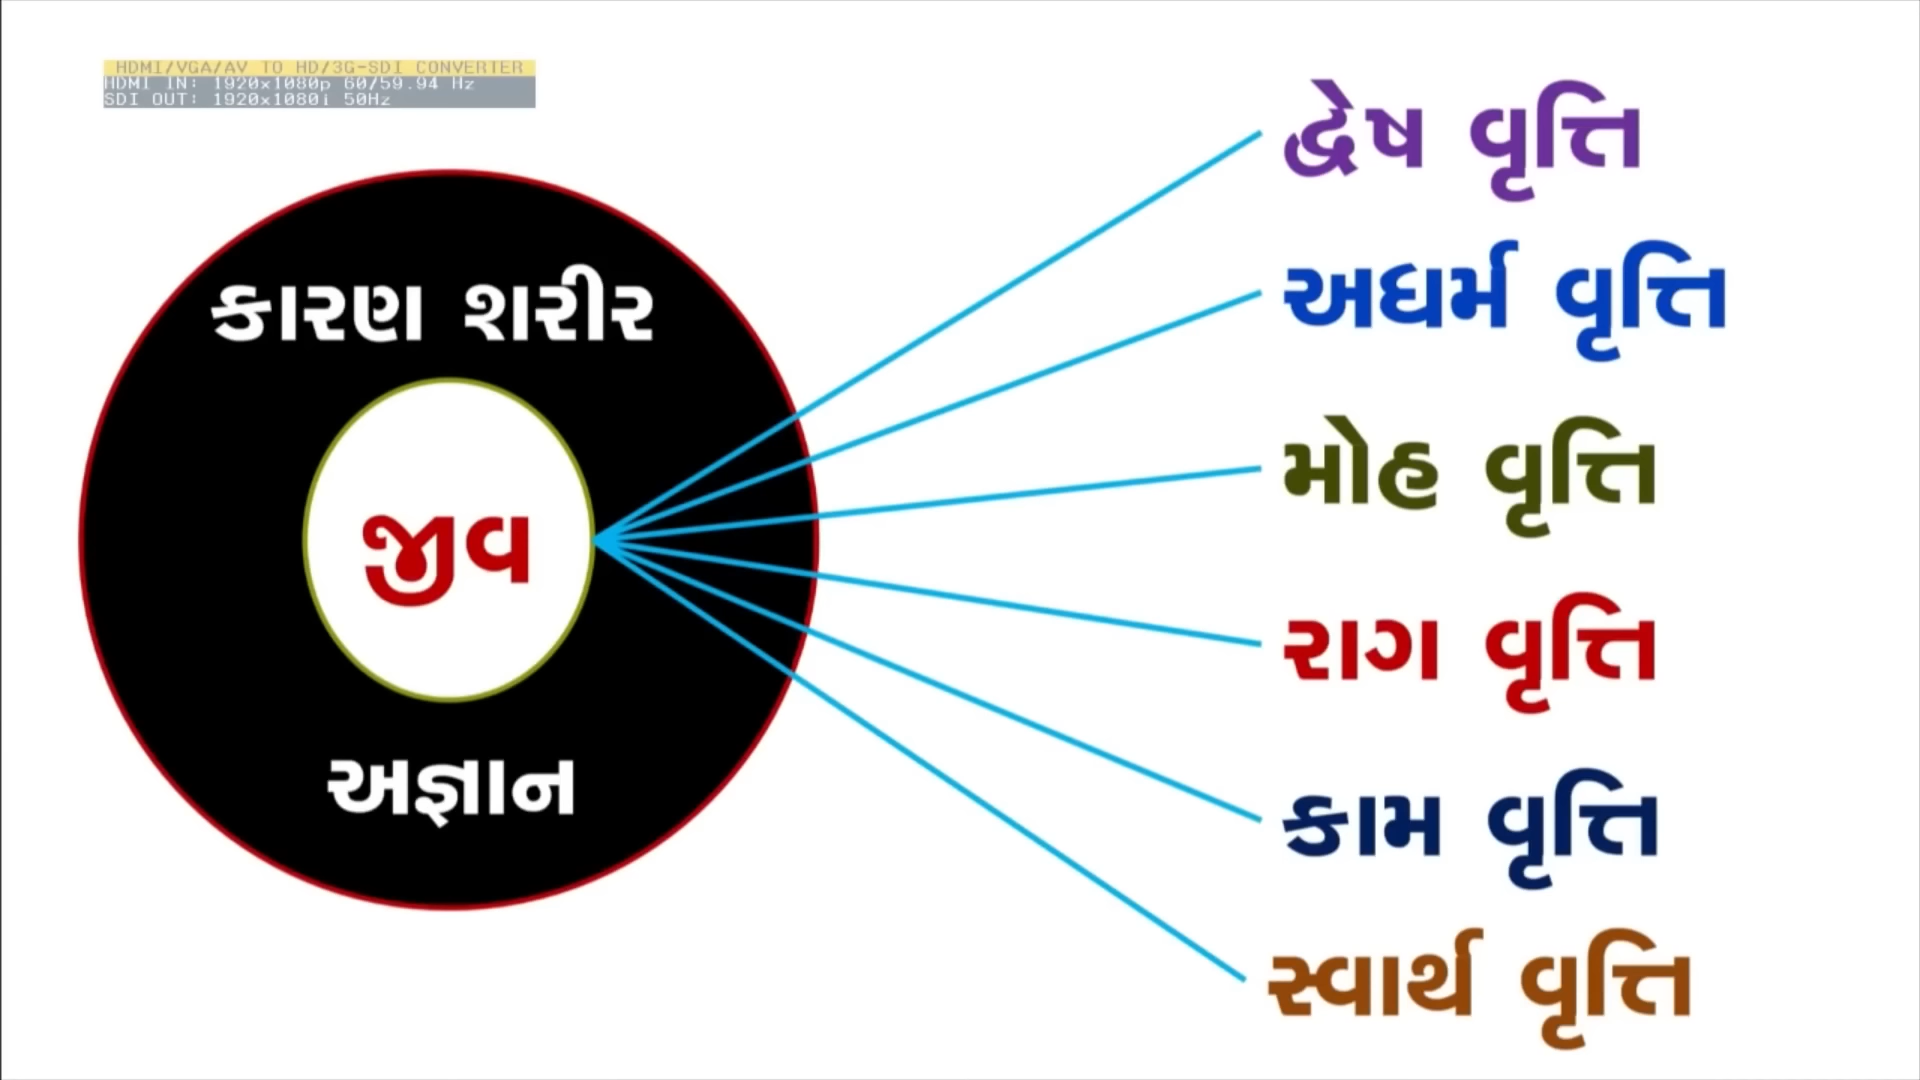 HDMI/VGA/AV TO HD/3G-SDI CONVERTER
HDMI IN: 1920x1080p 60/59.94 Hz
SDI OUT: 1920x1080i 50Hz
કારણ શરીર
જીવ
અજ્ઞાન
દ્વેષ વૃત્તિ
અધર્મ વૃત્તિ
મોહ વૃત્તિ
રાગ વૃત્તિ
કામ વૃત્તિ
સ્વાર્થ વૃત્તિ